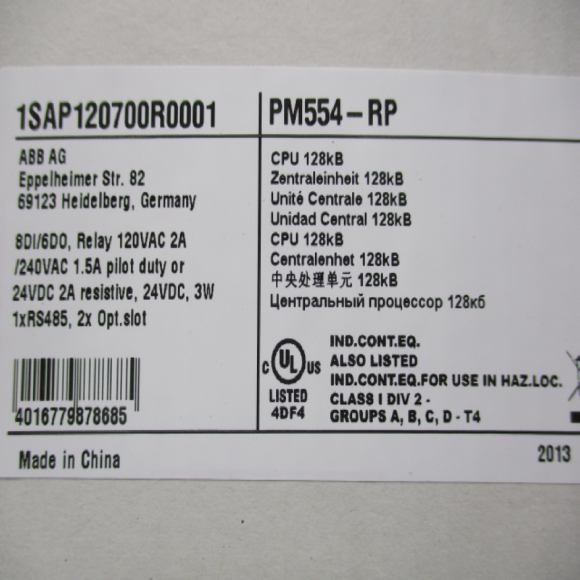 1SAP120700R0001
ABB AG
Eppelheimer Str. 82
69123 Heidelberg, Germany
8DI/6DO, Relay 120VAC 2A
/240VAC 1.5A pilot duty or
24VDC 2A resistive, 24VDC, 3W
1xRS485, 2x Opt.slot
4016779878685
PM554-RP
CPU 128kB
Zentraleinheit 128kB
Unité Centrale 128kB
Unidad Central 128kB
CPU 128kB
Centralenhet 128kB
中央处理单元 128kB
Центральный процессор 128кб
C UL US
LISTED
4DF4
IND.CONT.EQ.
ALSO LISTED
IND.CONT.EQ.FOR USE IN HAZ.LOC.
CLASS I DIV 2 -
GROUPS A, B, C, D - T4
Made in China
2013